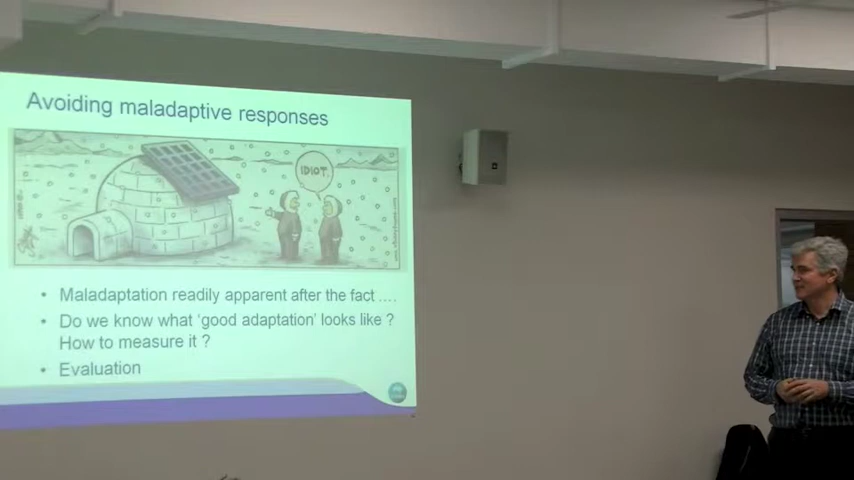 Avoiding maladaptive responses
IDIOT.
• Maladaptation readily apparent after the fact ....
• Do we know what 'good adaptation' looks like ?
How to measure it ?
• Evaluation